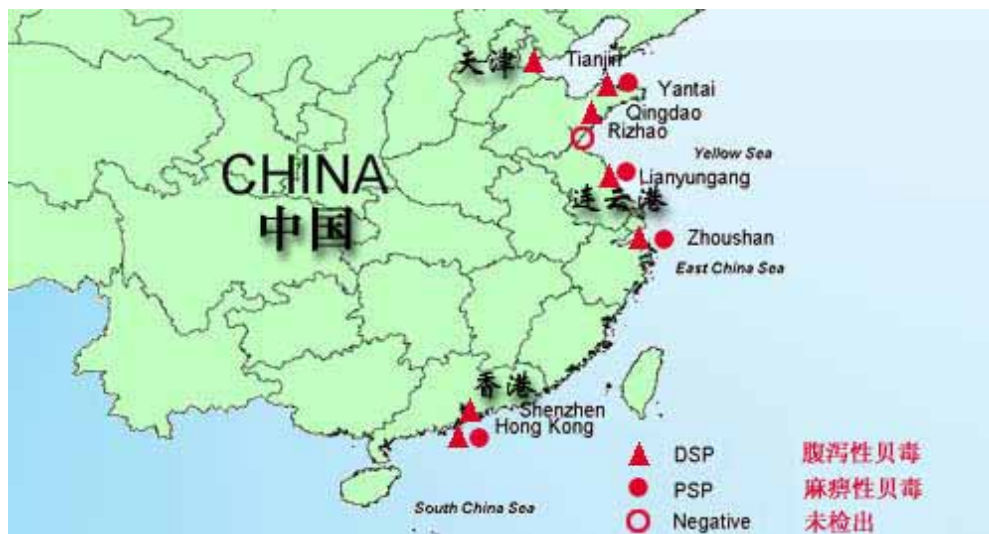 天津 Tianjin
Yantai
Qingdao
Rizhao
Yellow Sea
CHINA
中国
Lianyungang
连云港
Zhoushan
East China Sea
香港
Shenzhen
Hong Kong
South China Sea
DSP 腹泻性贝毒
PSP 麻痹性贝毒
Negative 未检出